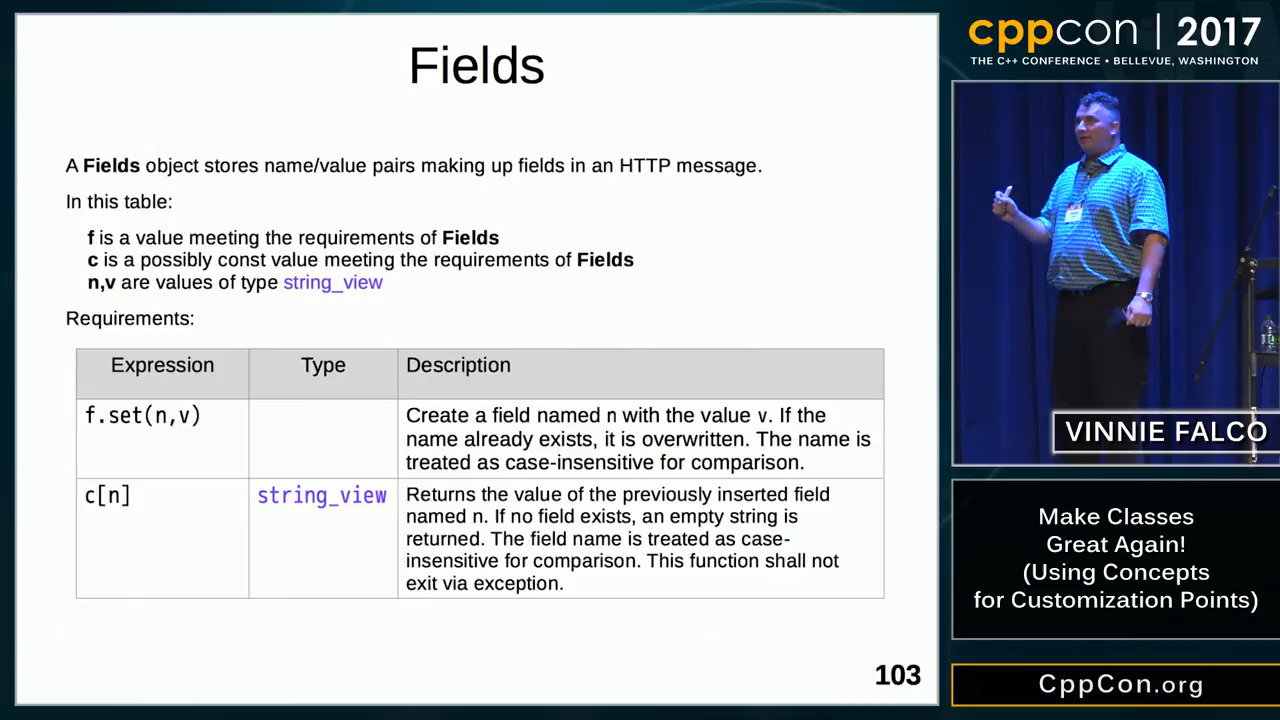 Fields
A Fields object stores name/value pairs making up fields in an HTTP message.
In this table:
f is a value meeting the requirements of Fields
c is a possibly const value meeting the requirements of Fields
n,v are values of type string_view
Requirements:
Expression Type Description
f.set(n,v)
Create a field named n with the value v. If the
name already exists, it is overwritten. The name is
treated as case-insensitive for comparison.
c[n] string_view
Returns the value of the previously inserted field
named n. If no field exists, an empty string is
returned. The field name is treated as case-
insensitive for comparison. This function shall not
exit via exception.
103
cppcon | 2017
THE C++ CONFERENCE • BELLEVUE, WASHINGTON
VINNIE FALCO
Make Classes
Great Again!
(Using Concepts
for Customization Points)
CppCon.org